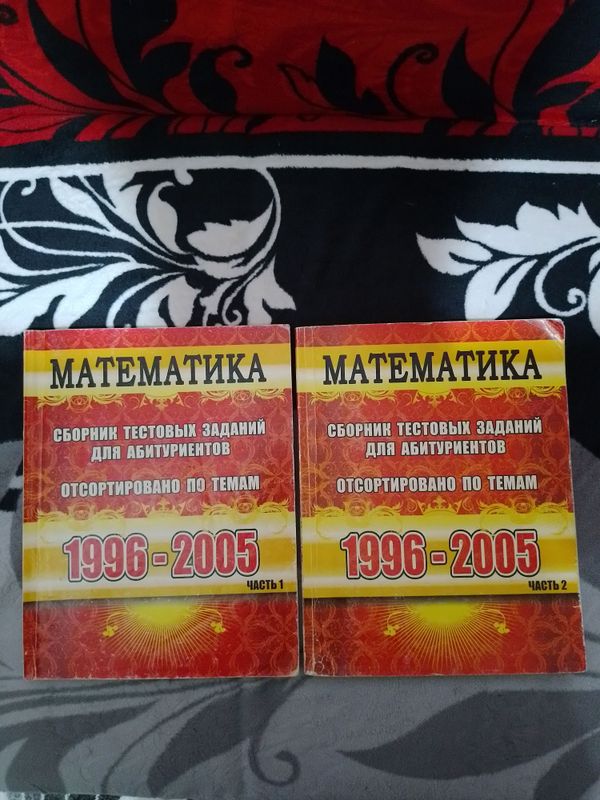 МАТЕМАТИКА
СБОРНИК ТЕСТОВЫХ ЗАДАНИЙ
ДЛЯ АБИТУРИЕНТОВ
ОТСОРТИРОВАНО ПО ТЕМАМ
1996-2005
ЧАСТЬ 1
МАТЕМАТИКА
СБОРНИК ТЕСТОВЫХ ЗАДАНИЙ
ДЛЯ АБИТУРИЕНТОВ
ОТСОРТИРОВАНО ПО ТЕМАМ
1996-2005
ЧАСТЬ 2